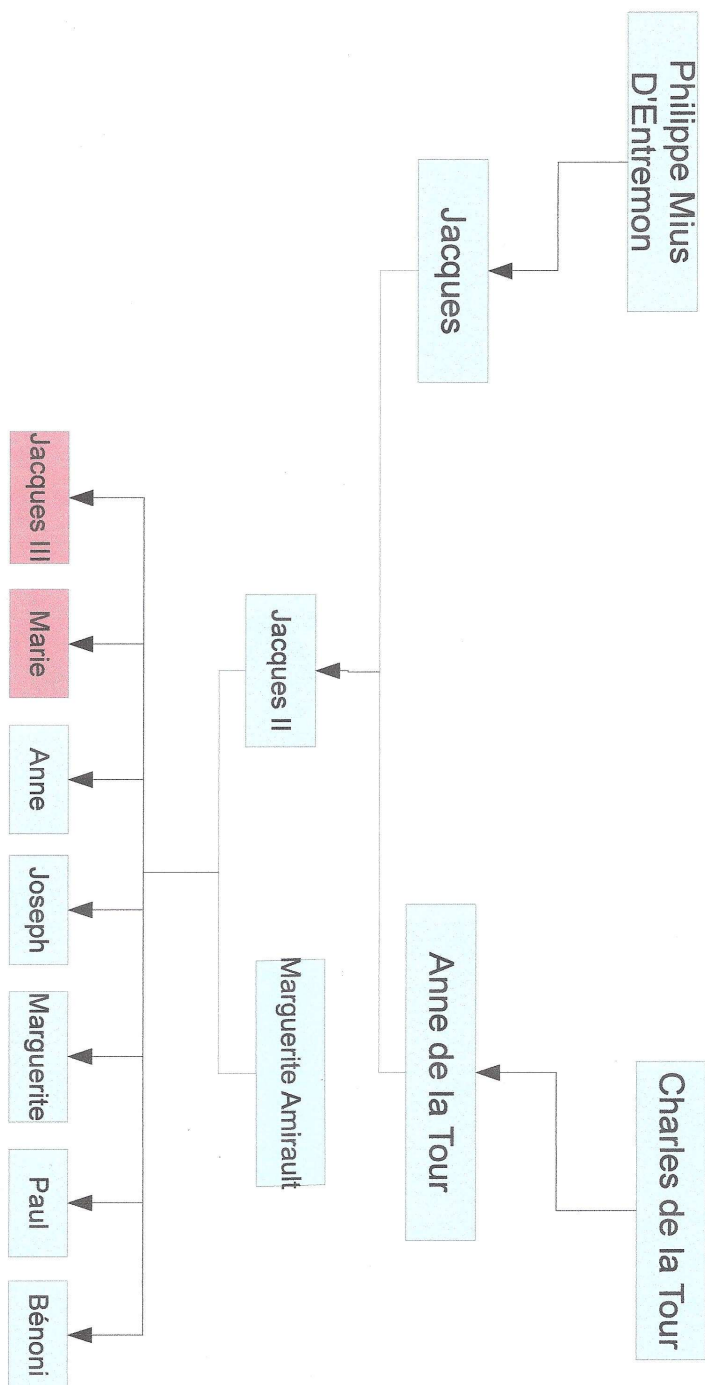 Philippe Mius
D'Entremon
Charles de la Tour
Jacques
Anne de la Tour
Jacques II
Marguerite Amirault
Jacques III
Marie
Anne
Joseph
Marguerite
Paul
Bénoni